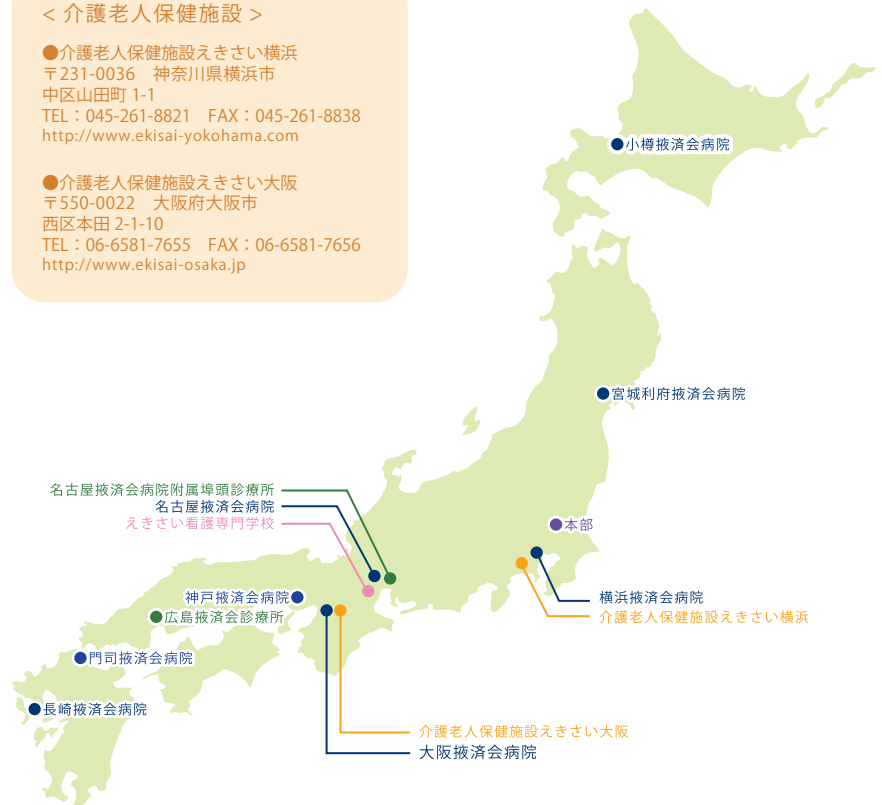 < 介護老人保健施設 >
●介護老人保健施設えきさい横浜
〒231-0036　神奈川県横浜市
中区山田町 1-1
TEL：045-261-8821　FAX：045-261-8838
http://www.ekisai-yokohama.com
●介護老人保健施設えきさい大阪
〒550-0022　大阪府大阪市
西区本田 2-1-10
TEL：06-6581-7655　FAX：06-6581-7656
http://www.ekisai-osaka.jp
小樽掖済会病院
宮城利府掖済会病院
名古屋掖済会病院附属埠頭診療所
名古屋掖済会病院
えきさい看護専門学校
本部
神戸掖済会病院
横浜掖済会病院
広島掖済会診療所
介護老人保健施設えきさい横浜
門司掖済会病院
長崎掖済会病院
介護老人保健施設えきさい大阪
大阪掖済会病院